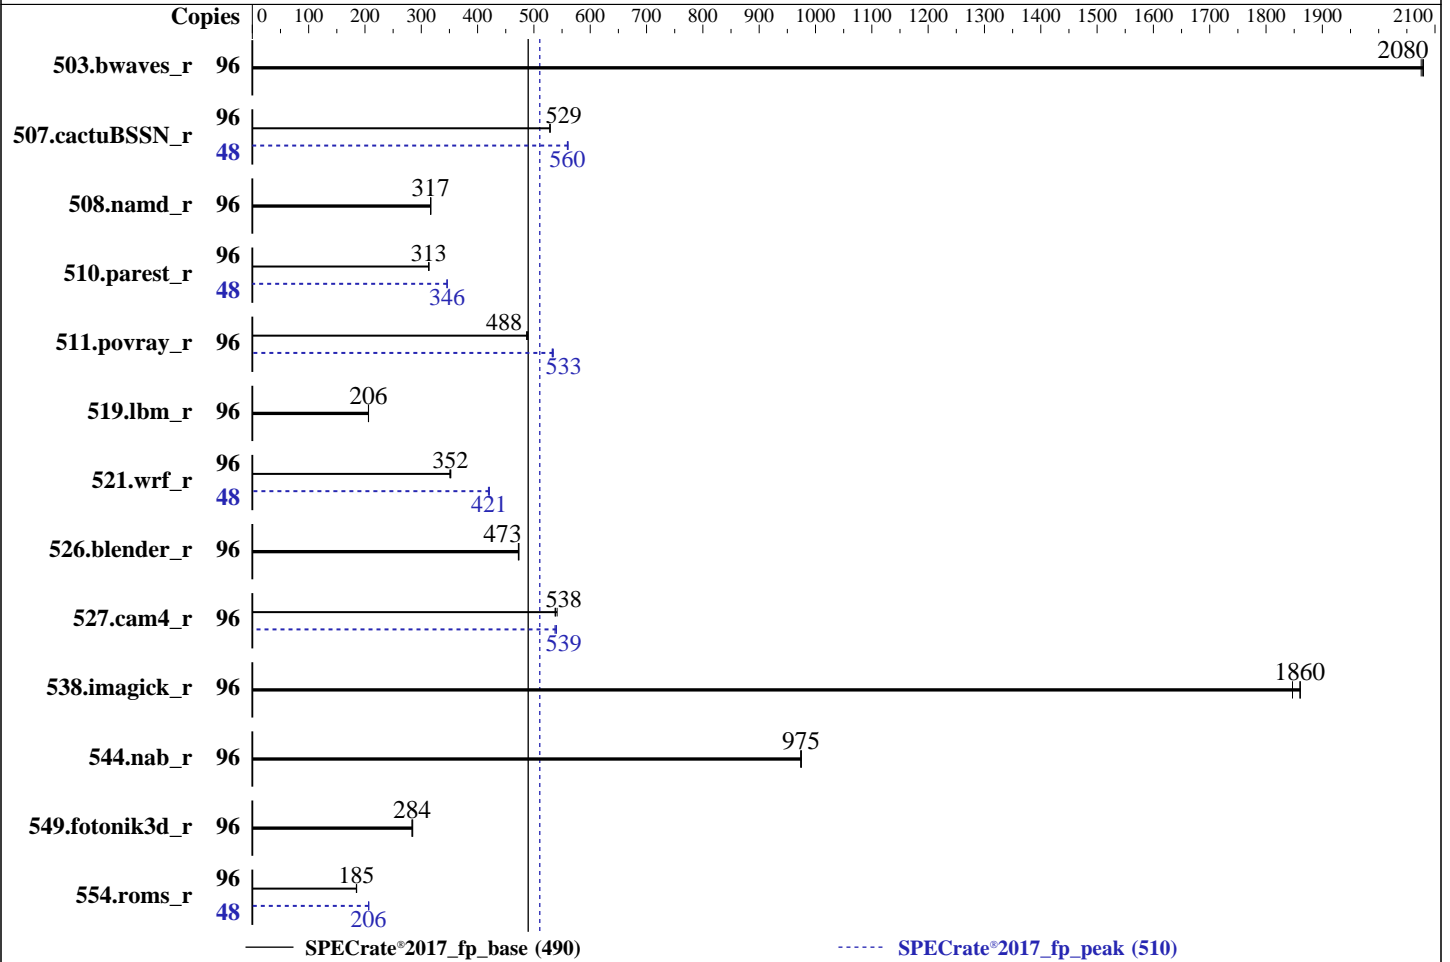 Copies 0 100 200 300 400 500 600 700 800 900 1000 1100 1200 1300 1400 1500 1600 1700 1800 1900 2100
503.bwaves_r 96 2080
507.cactuBSSN_r 96 529
48 560
508.namd_r 96 317
510.parest_r 96 313
48 346
511.povray_r 96 488
533
519.lbm_r 96 206
521.wrf_r 96 352
48 421
526.blender_r 96 473
527.cam4_r 96 538
539
538.imagick_r 96 1860
544.nab_r 96 975
549.fotonik3d_r 96 284
554.roms_r 96 185
48 206
SPECrate®2017_fp_base (490) SPECrate®2017_fp_peak (510)